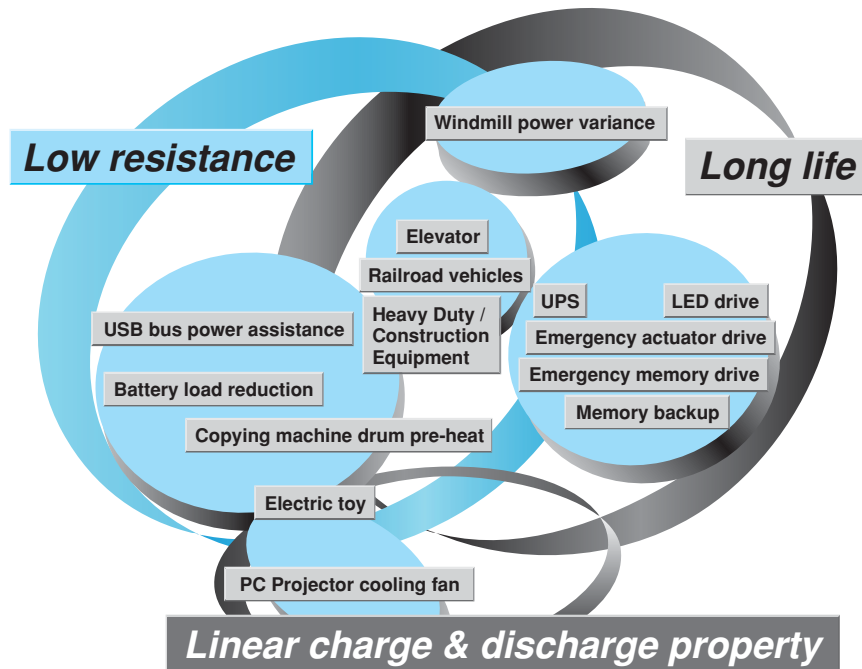 Windmill power variance
Low resistance
Long life
Elevator
Railroad vehicles
Heavy Duty /
Construction
Equipment
UPS
LED drive
USB bus power assistance
Emergency actuator drive
Emergency memory drive
Battery load reduction
Memory backup
Copying machine drum pre-heat
Electric toy
PC Projector cooling fan
Linear charge & discharge property